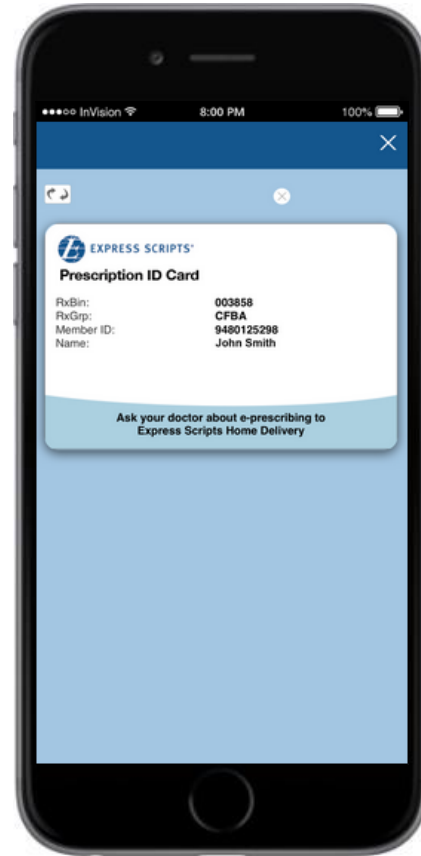 InVision 8:00 PM 100%
EXPRESS SCRIPTS®
Prescription ID Card
RxBin: 003858
RxGrp: CFBA
Member ID: 9480125298
Name: John Smith
Ask your doctor about e-prescribing to
Express Scripts Home Delivery